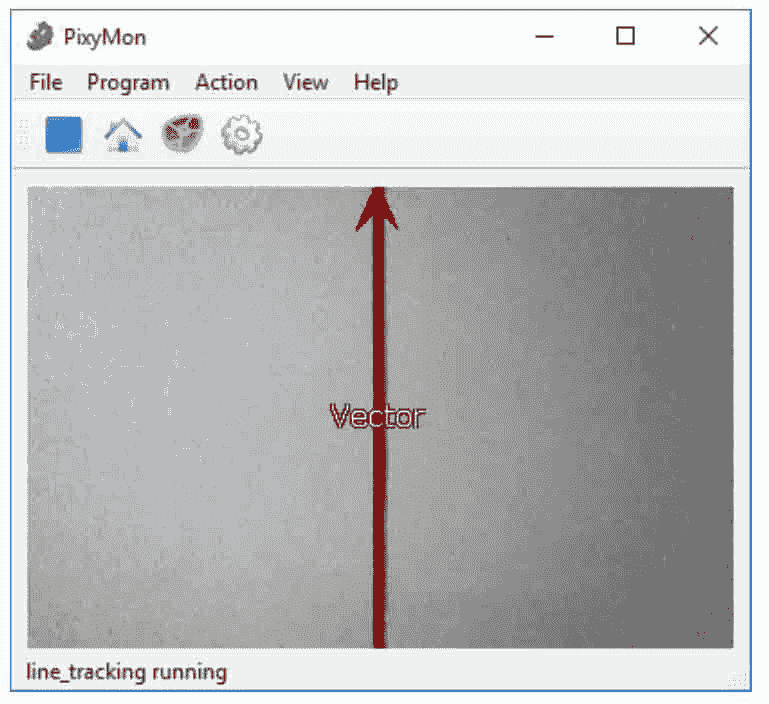 PixyMon
File Program Action View Help
Vector
line_tracking running